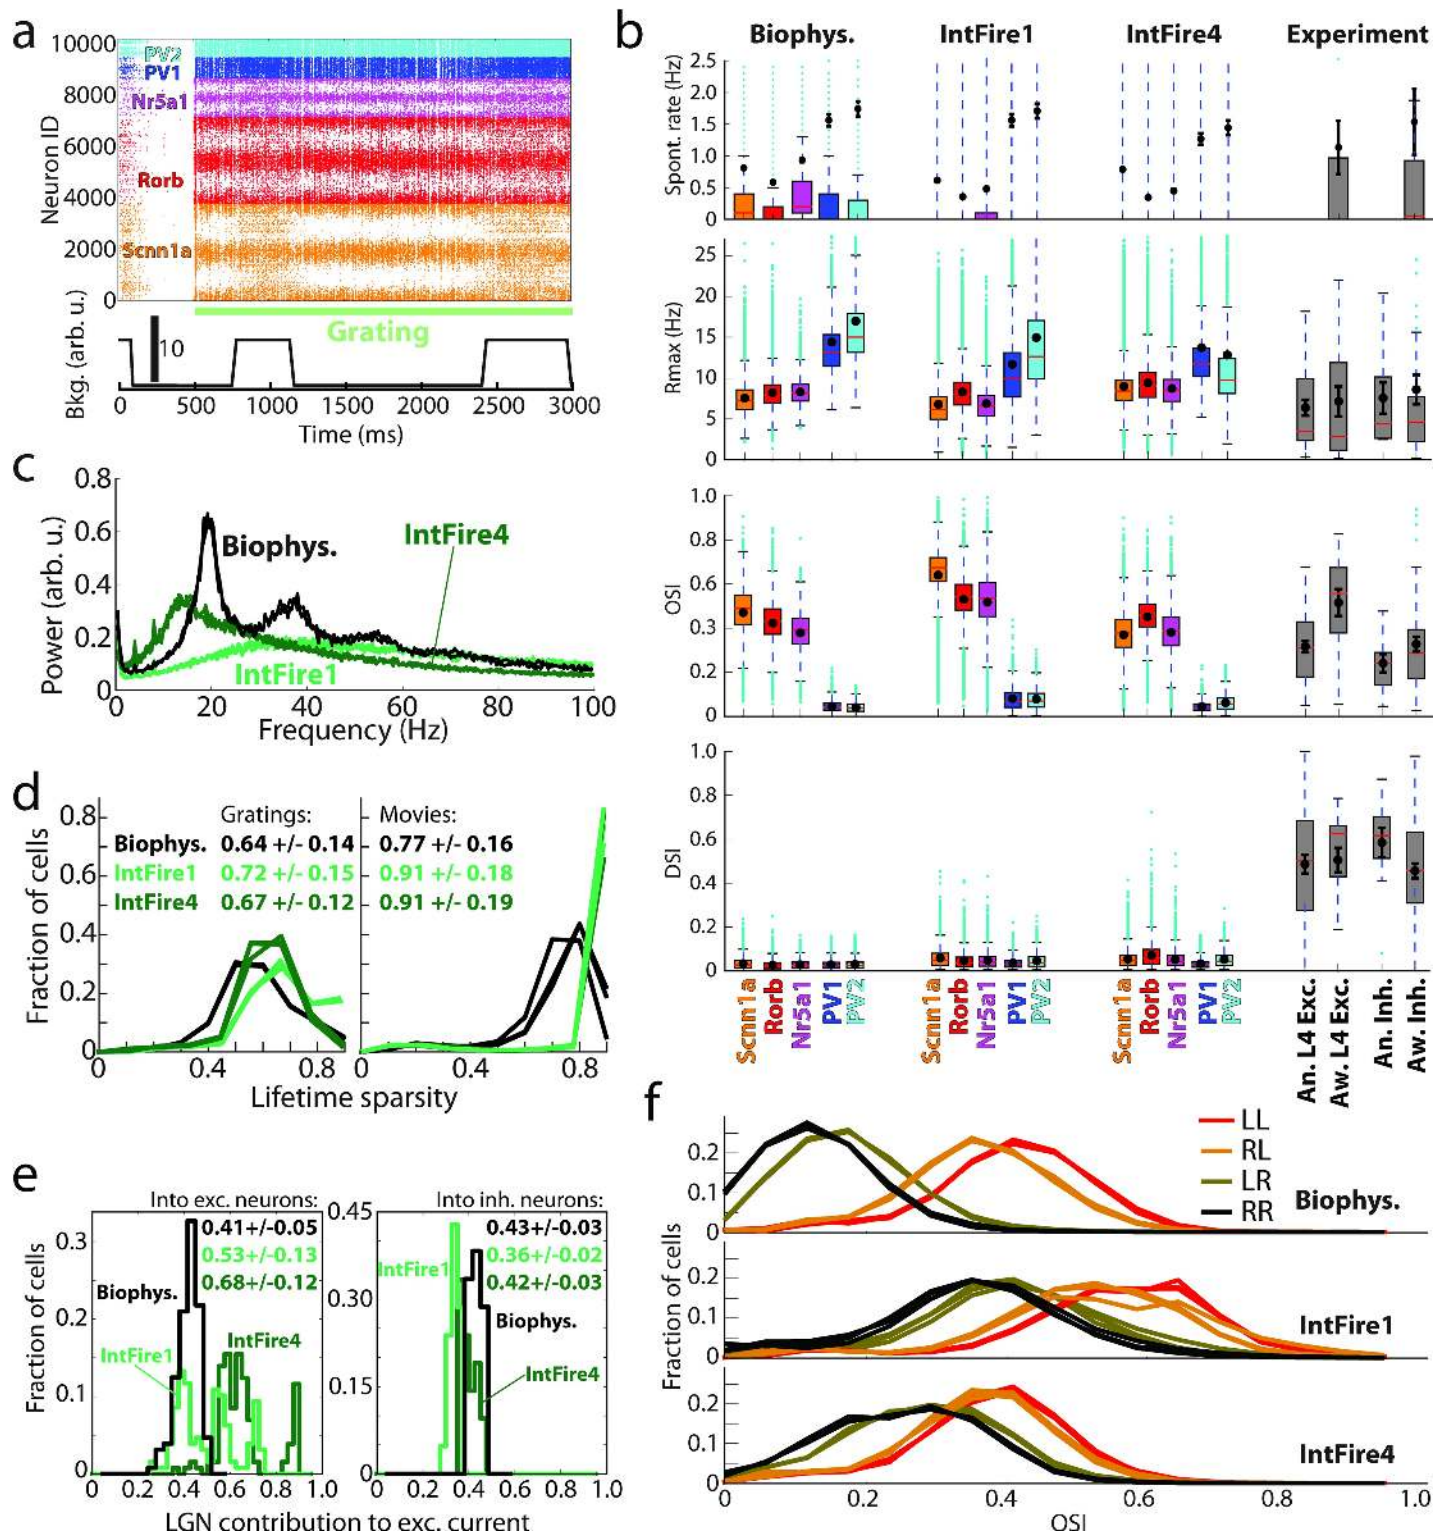 a
10000
8000
6000
4000
2000
0
Neuron ID
PV2
PV1
Nr5a1
Rorb
Scnn1a
Grating
Bkg. (arb. u.)
10
0 500 1000 1500 2000 2500 3000
Time (ms)
b
Biophys. IntFire1 IntFire4 Experiment
Spont. rate (Hz)
2.5
2.0
1.5
1.0
0.5
0
Rmax (Hz)
25
20
15
10
5
0
OSI
1.0
0.8
0.6
0.4
0.3
0.2
0
DSI
1.0
0.8
0.6
0.4
0.2
0
Scnn1a Rorb Nr5a1 PV1 PV2
Scnn1a Rorb Nr5a1 PV1 PV2
Scnn1a Rorb Nr5a1 PV1 PV2
An. L4 Exc. Aw. L4 Exc. An. Inh. Aw. Inh.
c
Power (arb. u.)
0.8
0.6
0.4
0.2
0
Biophys.
IntFire4
IntFire1
0 20 40 60 80 100
Frequency (Hz)
d
Fraction of cells
0.8
0.6
0.4
0.2
0
Gratings: Movies:
Biophys. 0.64 +/- 0.14 0.77 +/- 0.16
IntFire1 0.72 +/- 0.15 0.91 +/- 0.18
IntFire4 0.67 +/- 0.12 0.91 +/- 0.19
0 0.4 0.8 0 0.4 0.8
Lifetime sparsity
e
Fraction of cells
0.3
0.2
0.1
0
Into exc. neurons:
0.41+/-0.05
0.53+/-0.13
0.68+/-0.12
Biophys.
IntFire1
IntFire4
0.45
0.30
0.15
0
Into inh. neurons:
0.43+/-0.03
0.36+/-0.02
0.42+/-0.03
IntFire1
Biophys.
IntFire4
0 0.2 0.4 0.6 0.8 1.0 0 0.2 0.4 0.6 0.8 1.0
LGN contribution to exc. current
f
LL
RL
LR
RR
Biophys.
0.2
0.1
0
Fraction of cells
IntFire1
0.2
0.1
0
IntFire4
0.2
0.1
0
0 0.2 0.4 0.6 0.8 1.0
OSI